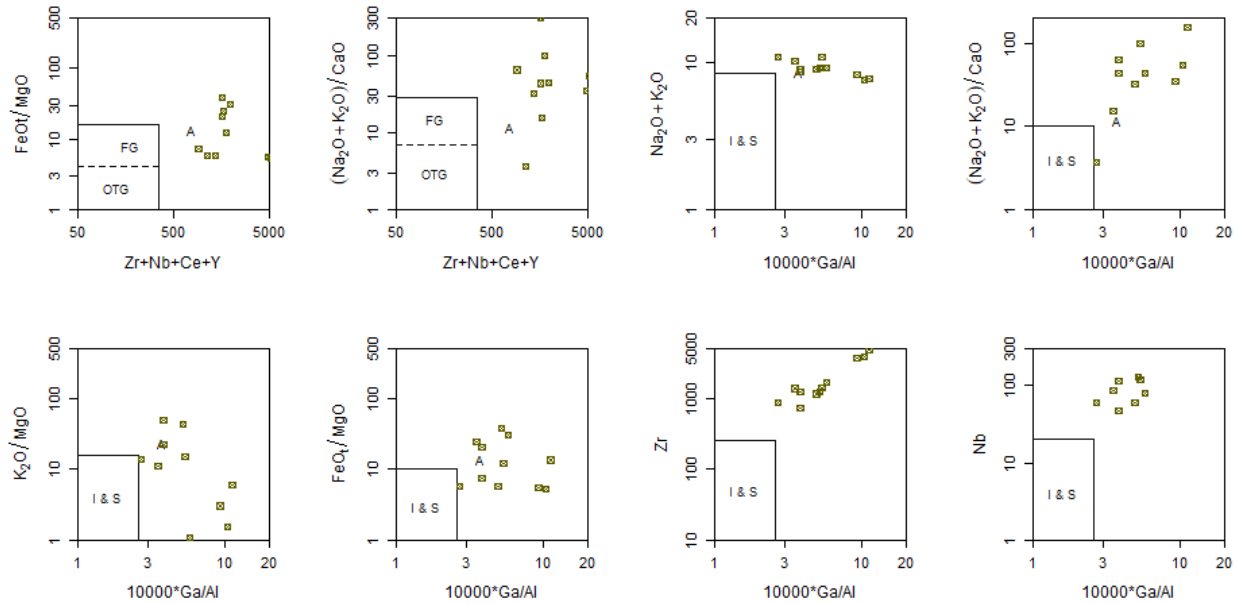 FeOt/MgO
500
100
30
10
3
1
FG
A
OTG
50
500
5000
Zr+Nb+Ce+Y
(Na₂O + K₂O)/CaO
300
100
30
10
3
1
FG
A
OTG
50
500
5000
Zr+Nb+Ce+Y
Na₂O + K₂O
20
10
3
1
A
I & S
1
3
10
20
10000*Ga/Al
(Na₂O + K₂O)/CaO
100
10
1
A
I & S
1
3
10
20
10000*Ga/Al
K₂O/MgO
500
100
10
1
A
I & S
1
3
10
20
10000*Ga/Al
FeOₜ/MgO
500
100
10
1
A
I & S
1
3
10
20
10000*Ga/Al
Zr
5000
1000
100
10
I & S
1
3
10
20
10000*Ga/Al
Nb
300
100
10
1
I & S
1
3
10
20
10000*Ga/Al